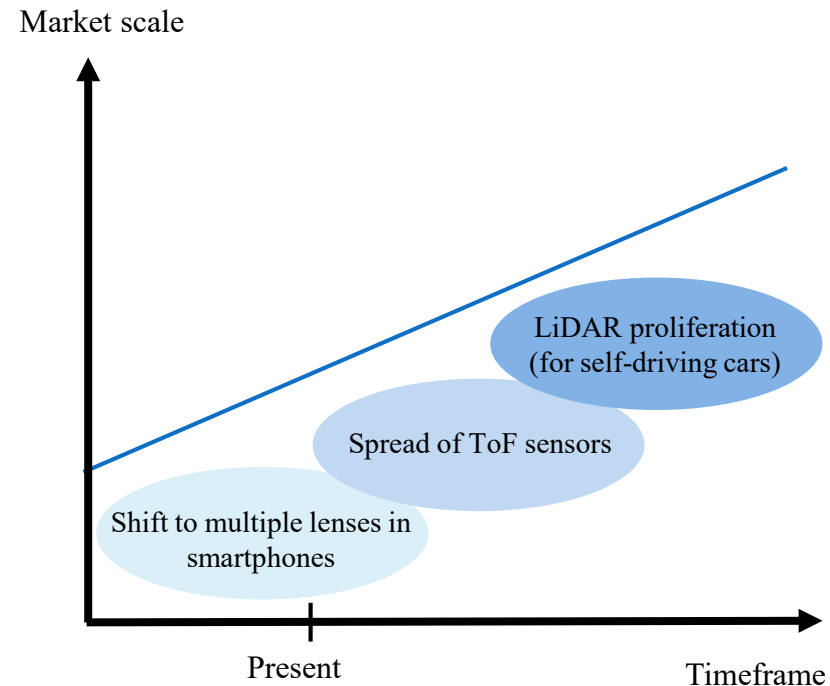 Market scale
LiDAR proliferation
(for self-driving cars)
Spread of ToF sensors
Shift to multiple lenses in
smartphones
Present
Timeframe